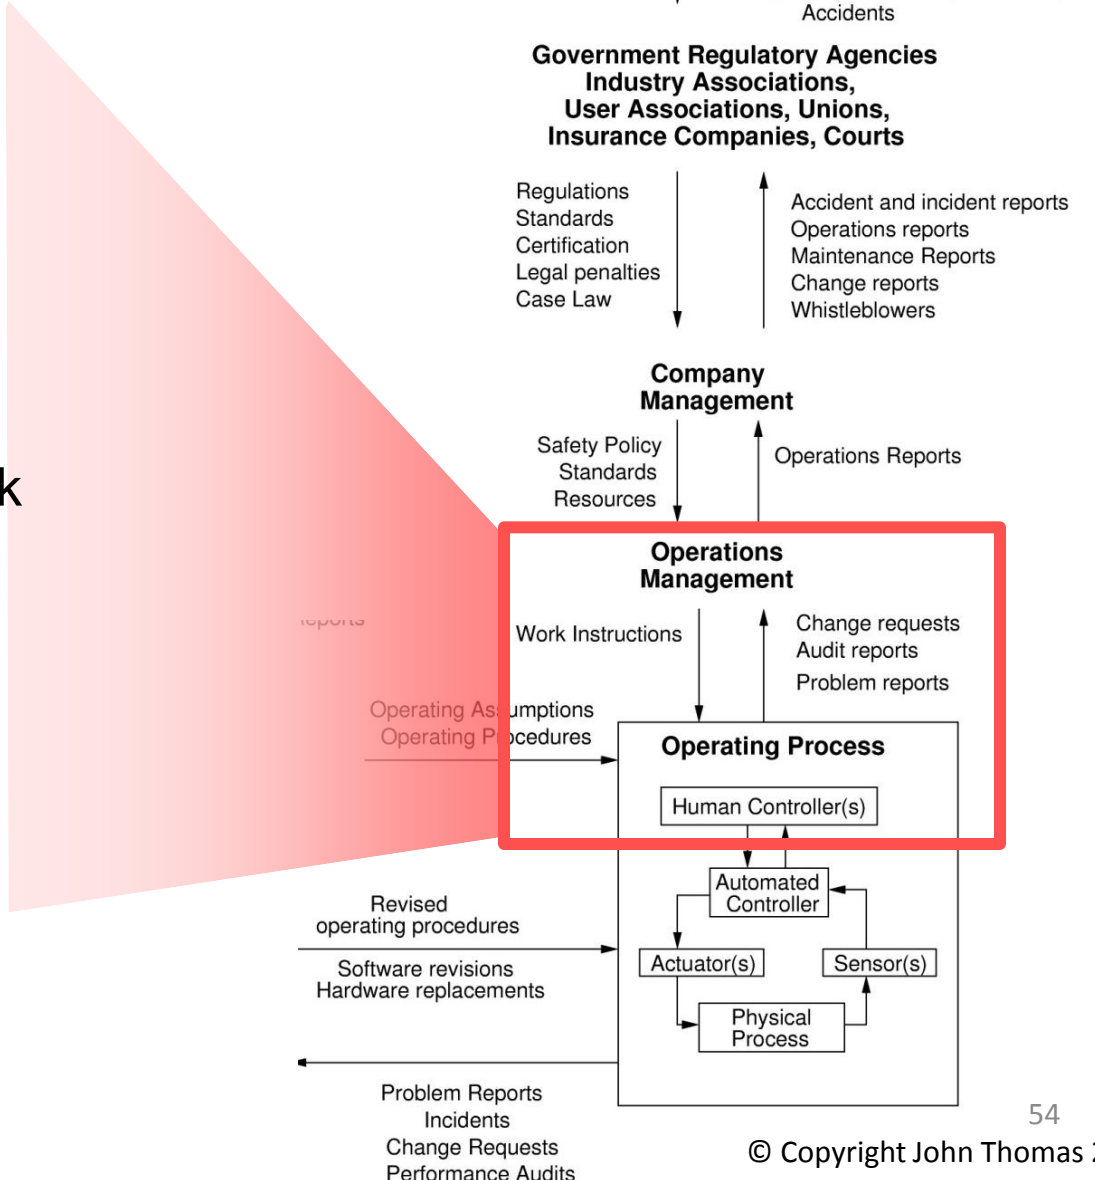 Accidents
Government Regulatory Agencies
Industry Associations,
User Associations, Unions,
Insurance Companies, Courts
Regulations
Standards
Certification
Legal penalties
Case Law
Accident and incident reports
Operations reports
Maintenance Reports
Change reports
Whistleblowers
Company
Management
Safety Policy
Standards
Resources
Operations Reports
k
Operations
Management
reports
Work Instructions
Change requests
Audit reports
Problem reports
Operating Assumptions
Operating Procedures
Operating Process
Human Controller(s)
Automated
Controller
Revised
operating procedures
Software revisions
Hardware replacements
Actuator(s)
Sensor(s)
Physical
Process
Problem Reports
Incidents
Change Requests
Performance Audits
54
© Copyright John Thomas 2